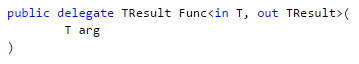 public delegate TResult Func<in T, out TResult>(
        T arg
)